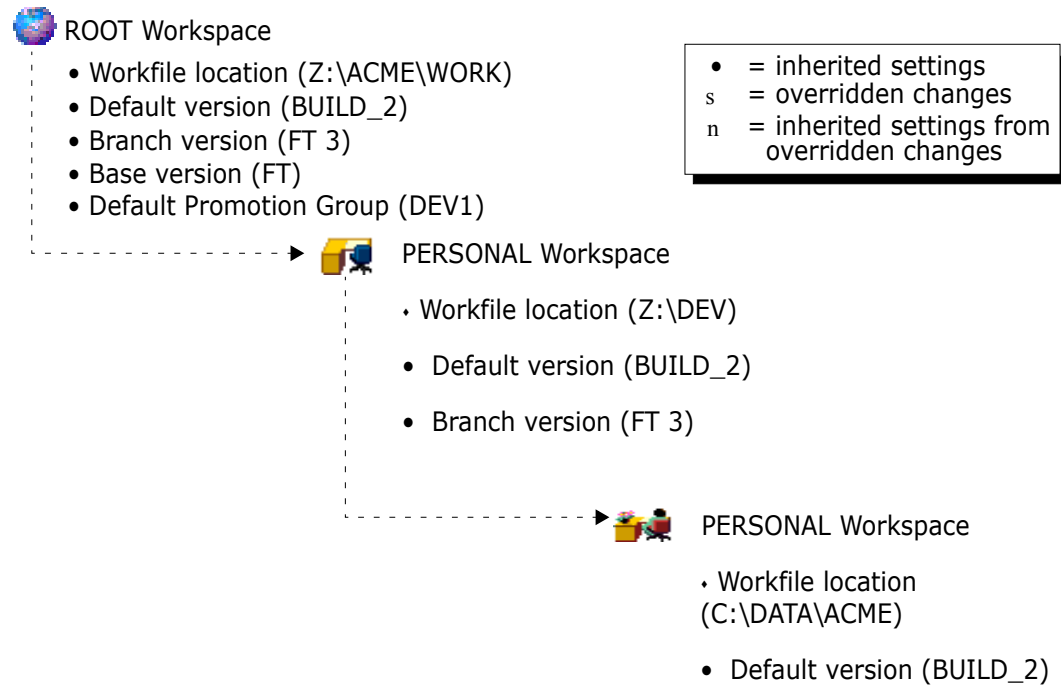 ROOT Workspace
• Workfile location (Z:\ACME\WORK)
• Default version (BUILD_2)
• Branch version (FT 3)
• Base version (FT)
• Default Promotion Group (DEV1)
• = inherited settings
s = overridden changes
n = inherited settings from
overridden changes
PERSONAL Workspace
⬩ Workfile location (Z:\DEV)
• Default version (BUILD_2)
• Branch version (FT 3)
PERSONAL Workspace
⬩ Workfile location
(C:\DATA\ACME)
• Default version (BUILD_2)